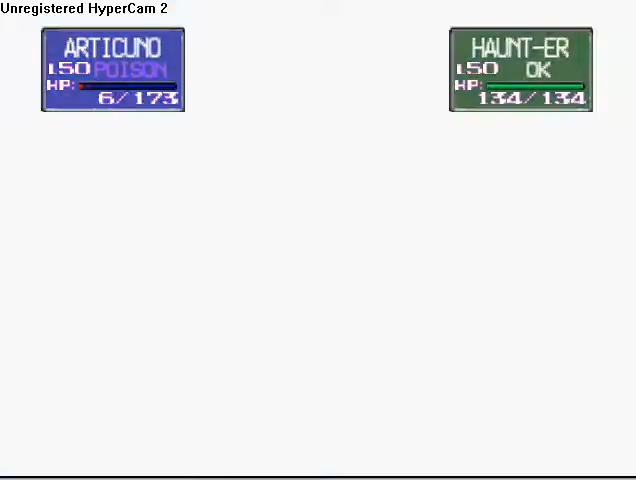 Unregistered HyperCam 2
ARTICUNO
L50 POISON
HP:
6/173
HAUNT-ER
L50 OK
HP:
134/134